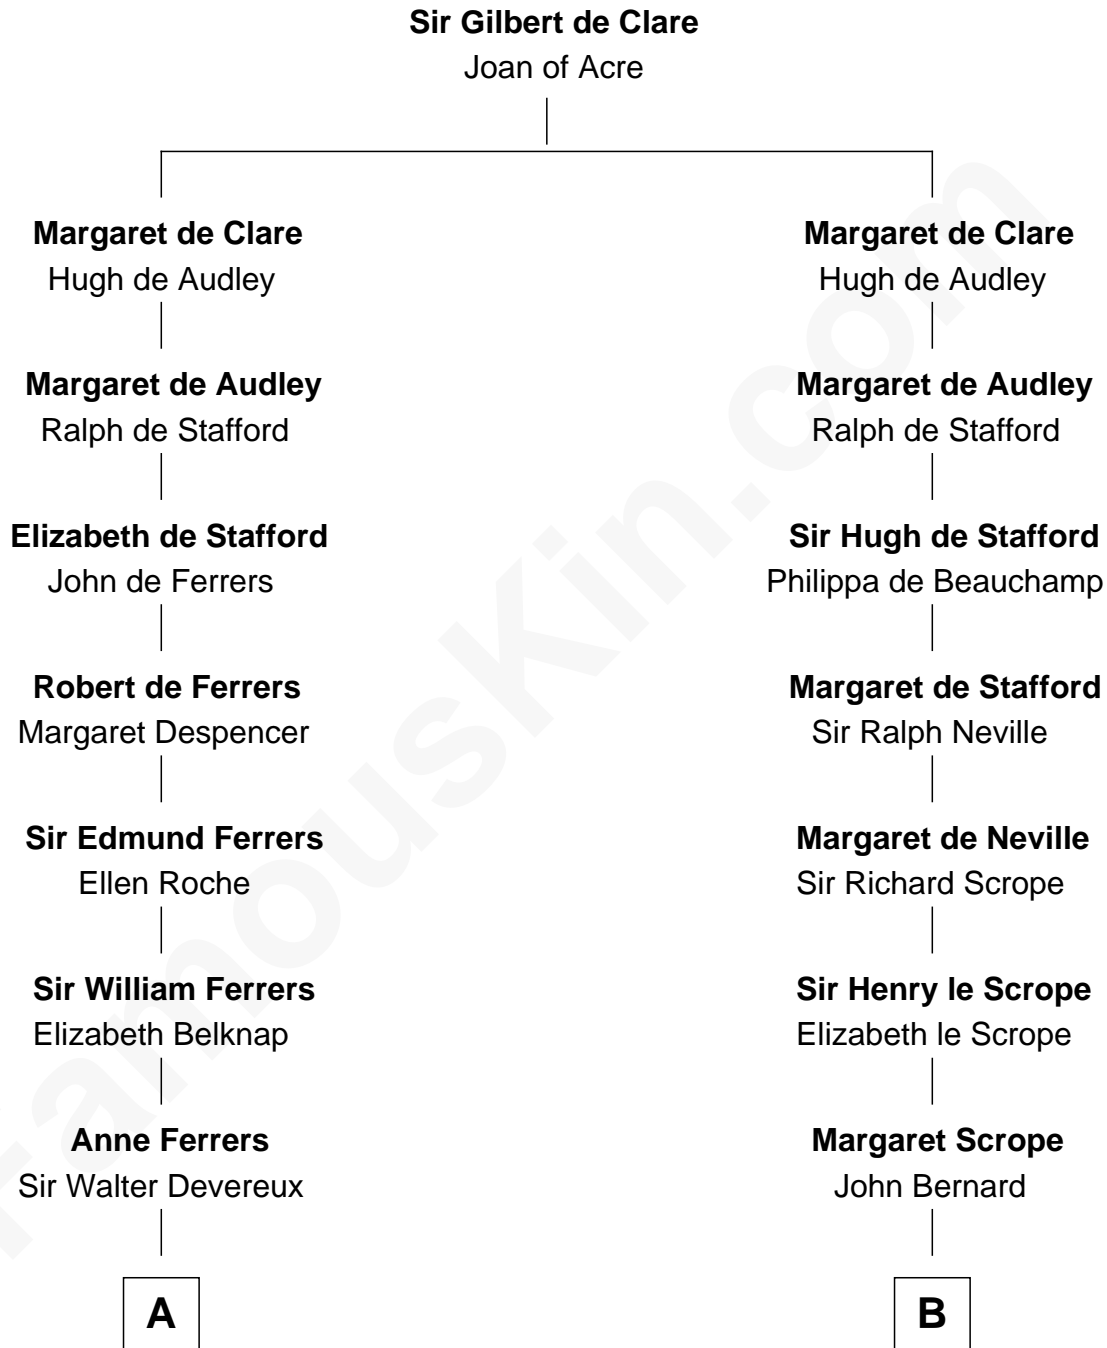 Sir Gilbert de Clare
Joan of Acre
Margaret de Clare
Hugh de Audley
Margaret de Clare
Hugh de Audley
Margaret de Audley
Ralph de Stafford
Margaret de Audley
Ralph de Stafford
Elizabeth de Stafford
John de Ferrers
Sir Hugh de Stafford
Philippa de Beauchamp
Robert de Ferrers
Margaret Despencer
Margaret de Stafford
Sir Ralph Neville
Sir Edmund Ferrers
Ellen Roche
Margaret de Neville
Sir Richard Scrope
Sir William Ferrers
Elizabeth Belknap
Sir Henry le Scrope
Elizabeth le Scrope
Anne Ferrers
Sir Walter Devereux
Margaret Scrope
John Bernard
A
B
FamousKin.com